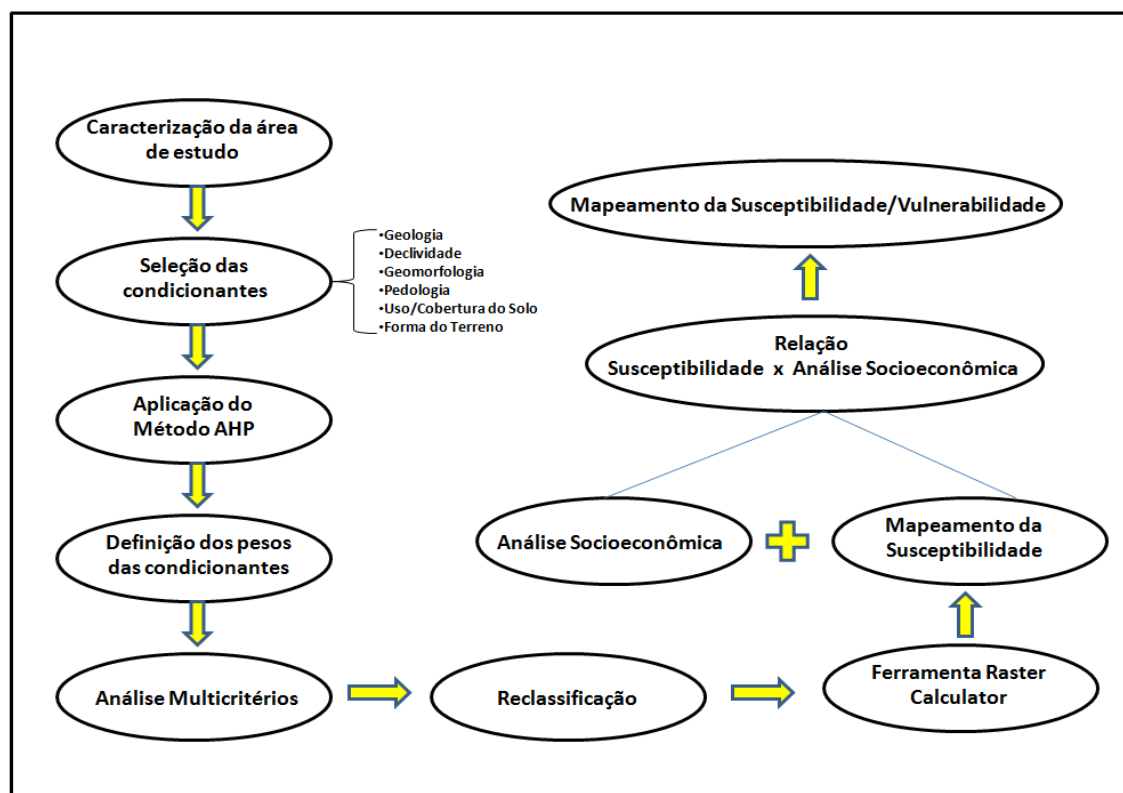 Caracterização da área
de estudo
Seleção das
condicionantes
•Geologia
•Declividade
•Geomorfologia
•Pedologia
•Uso/Cobertura do Solo
•Forma do Terreno
Aplicação do
Método AHP
Definição dos pesos
das condicionantes
Análise Multicritérios
Reclassificação
Ferramenta Raster
Calculator
Mapeamento da
Susceptibilidade
Análise Socioeconômica
Relação
Susceptibilidade x Análise Socioeconômica
Mapeamento da Susceptibilidade/Vulnerabilidade